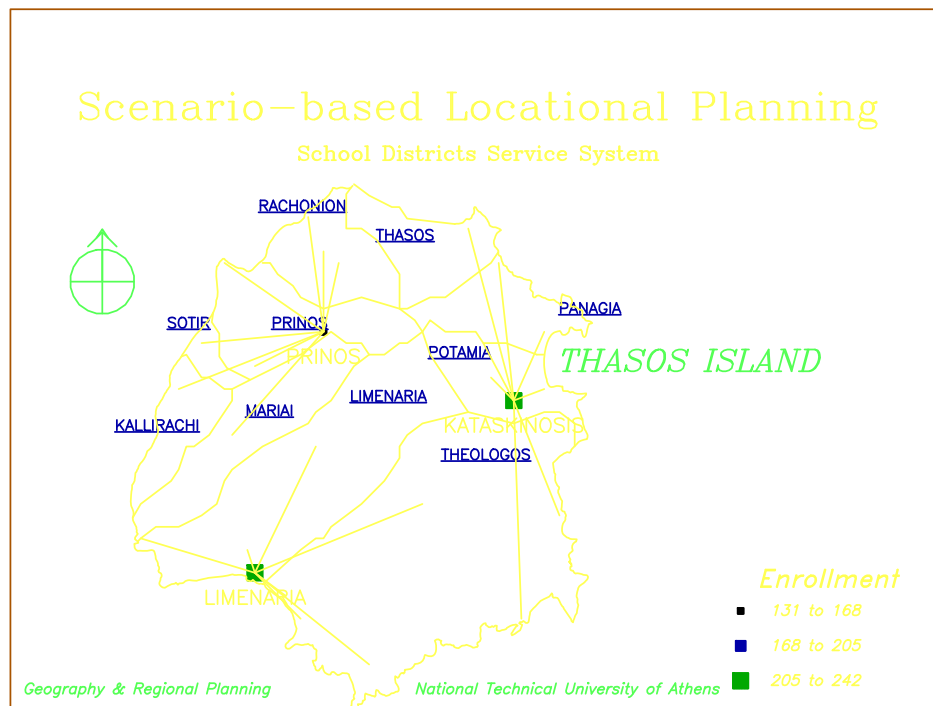 Scenario-based Locational Planning
School Districts Service System
RACHONION
THASOS
PANAGIA
SOTIR
PRINOS
PRINOS
POTAMIA
THASOS ISLAND
LIMENARIA
MARIAI
KALLIRACHI
KATASKINOSIS
THEOLOGOS
LIMENARIA
Enrollment
131 to 168
168 to 205
205 to 242
Geography & Regional Planning
National Technical University of Athens